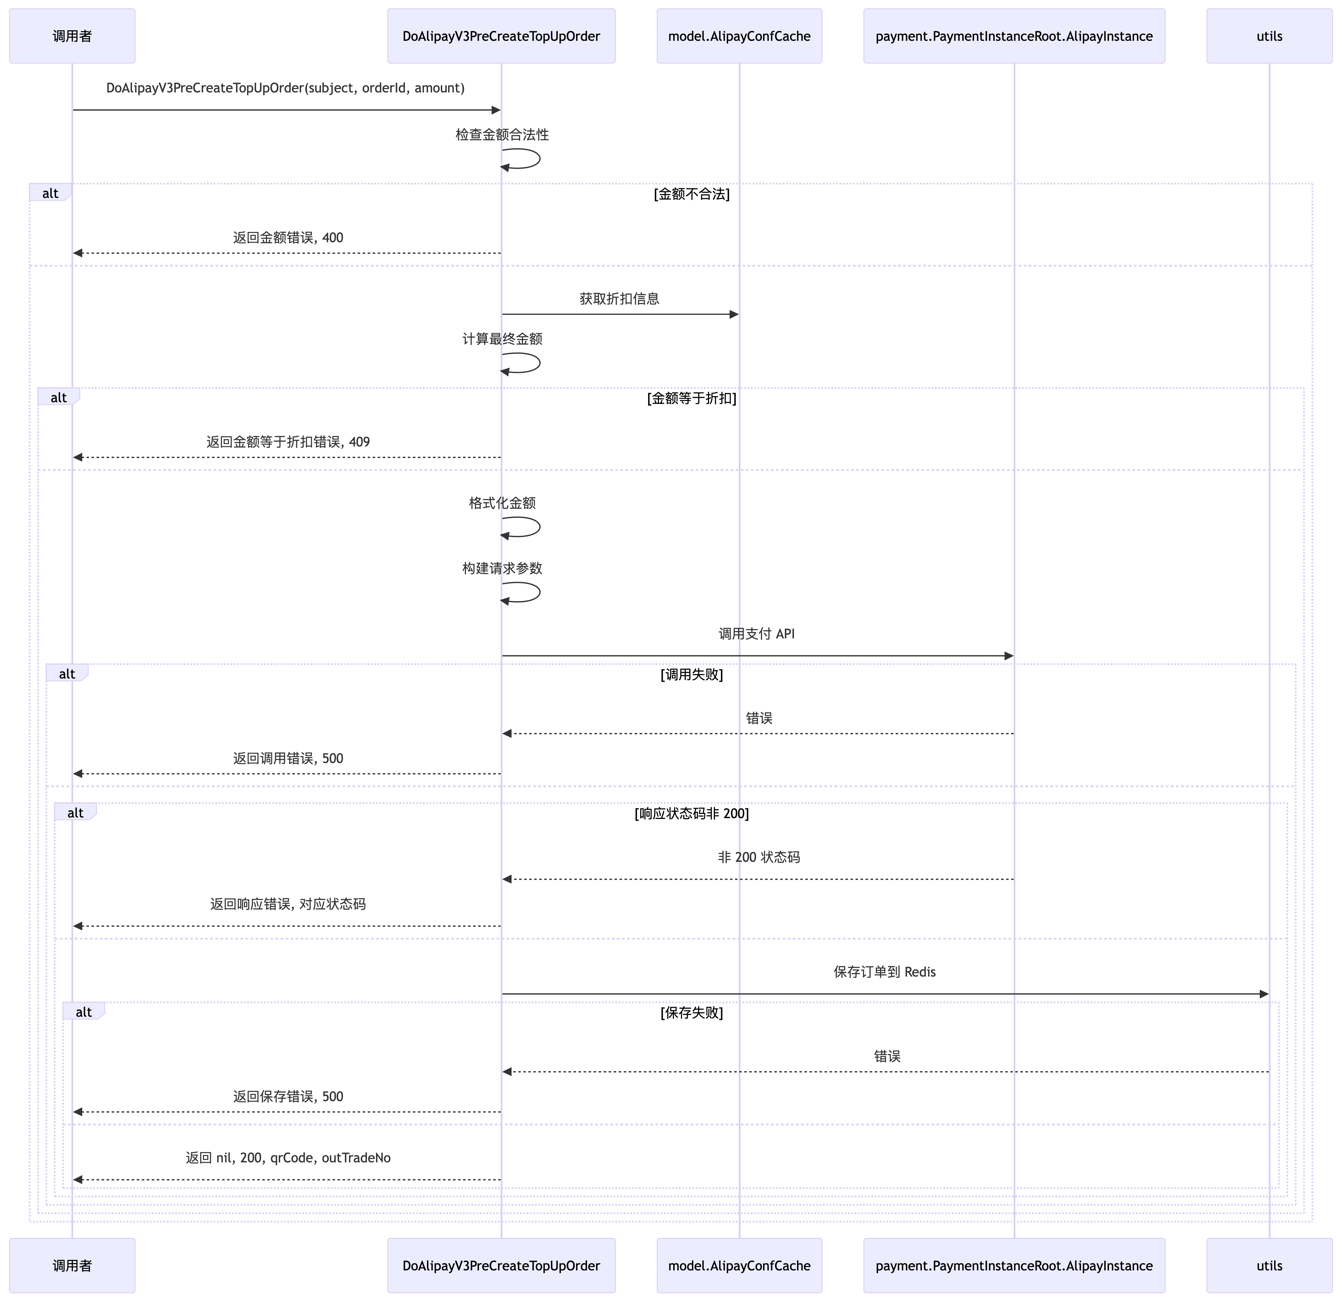 调用者
DoAlipayV3PreCreateTopUpOrder
model.AlipayConfCache
payment.PaymentInstanceRoot.AlipayInstance
utils
DoAlipayV3PreCreateTopUpOrder(subject, orderId, amount)
检查金额合法性
alt
[金额不合法]
返回金额错误, 400
获取折扣信息
计算最终金额
alt
[金额等于折扣]
返回金额等于折扣错误, 409
格式化金额
构建请求参数
调用支付 API
alt
[调用失败]
错误
返回调用错误, 500
alt
[响应状态码非 200]
非 200 状态码
返回响应错误, 对应状态码
保存订单到 Redis
alt
[保存失败]
错误
返回保存错误, 500
返回 nil, 200, qrCode, outTradeNo
调用者
DoAlipayV3PreCreateTopUpOrder
model.AlipayConfCache
payment.PaymentInstanceRoot.AlipayInstance
utils